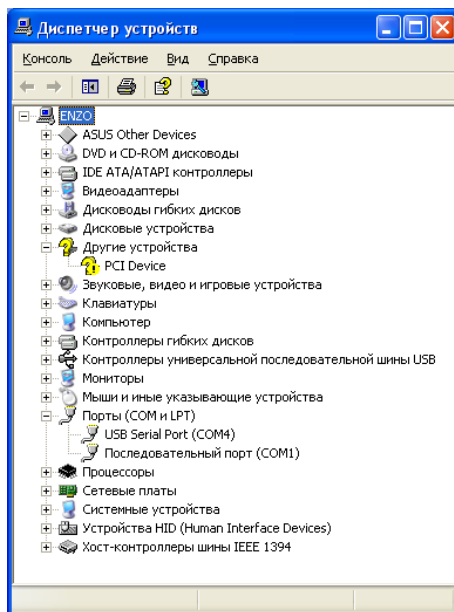 Диспетчер устройств
Консоль Действие Вид Справка
ENZO
ASUS Other Devices
DVD и CD-ROM дисководы
IDE ATA/ATAPI контроллеры
Видеоадаптеры
Дисководы гибких дисков
Дисковые устройства
Другие устройства
PCI Device
Звуковые, видео и игровые устройства
Клавиатуры
Компьютер
Контроллеры гибких дисков
Контроллеры универсальной последовательной шины USB
Мониторы
Мыши и иные указывающие устройства
Порты (COM и LPT)
USB Serial Port (COM4)
Последовательный порт (COM1)
Процессоры
Сетевые платы
Системные устройства
Устройства HID (Human Interface Devices)
Хост-контроллеры шины IEEE 1394